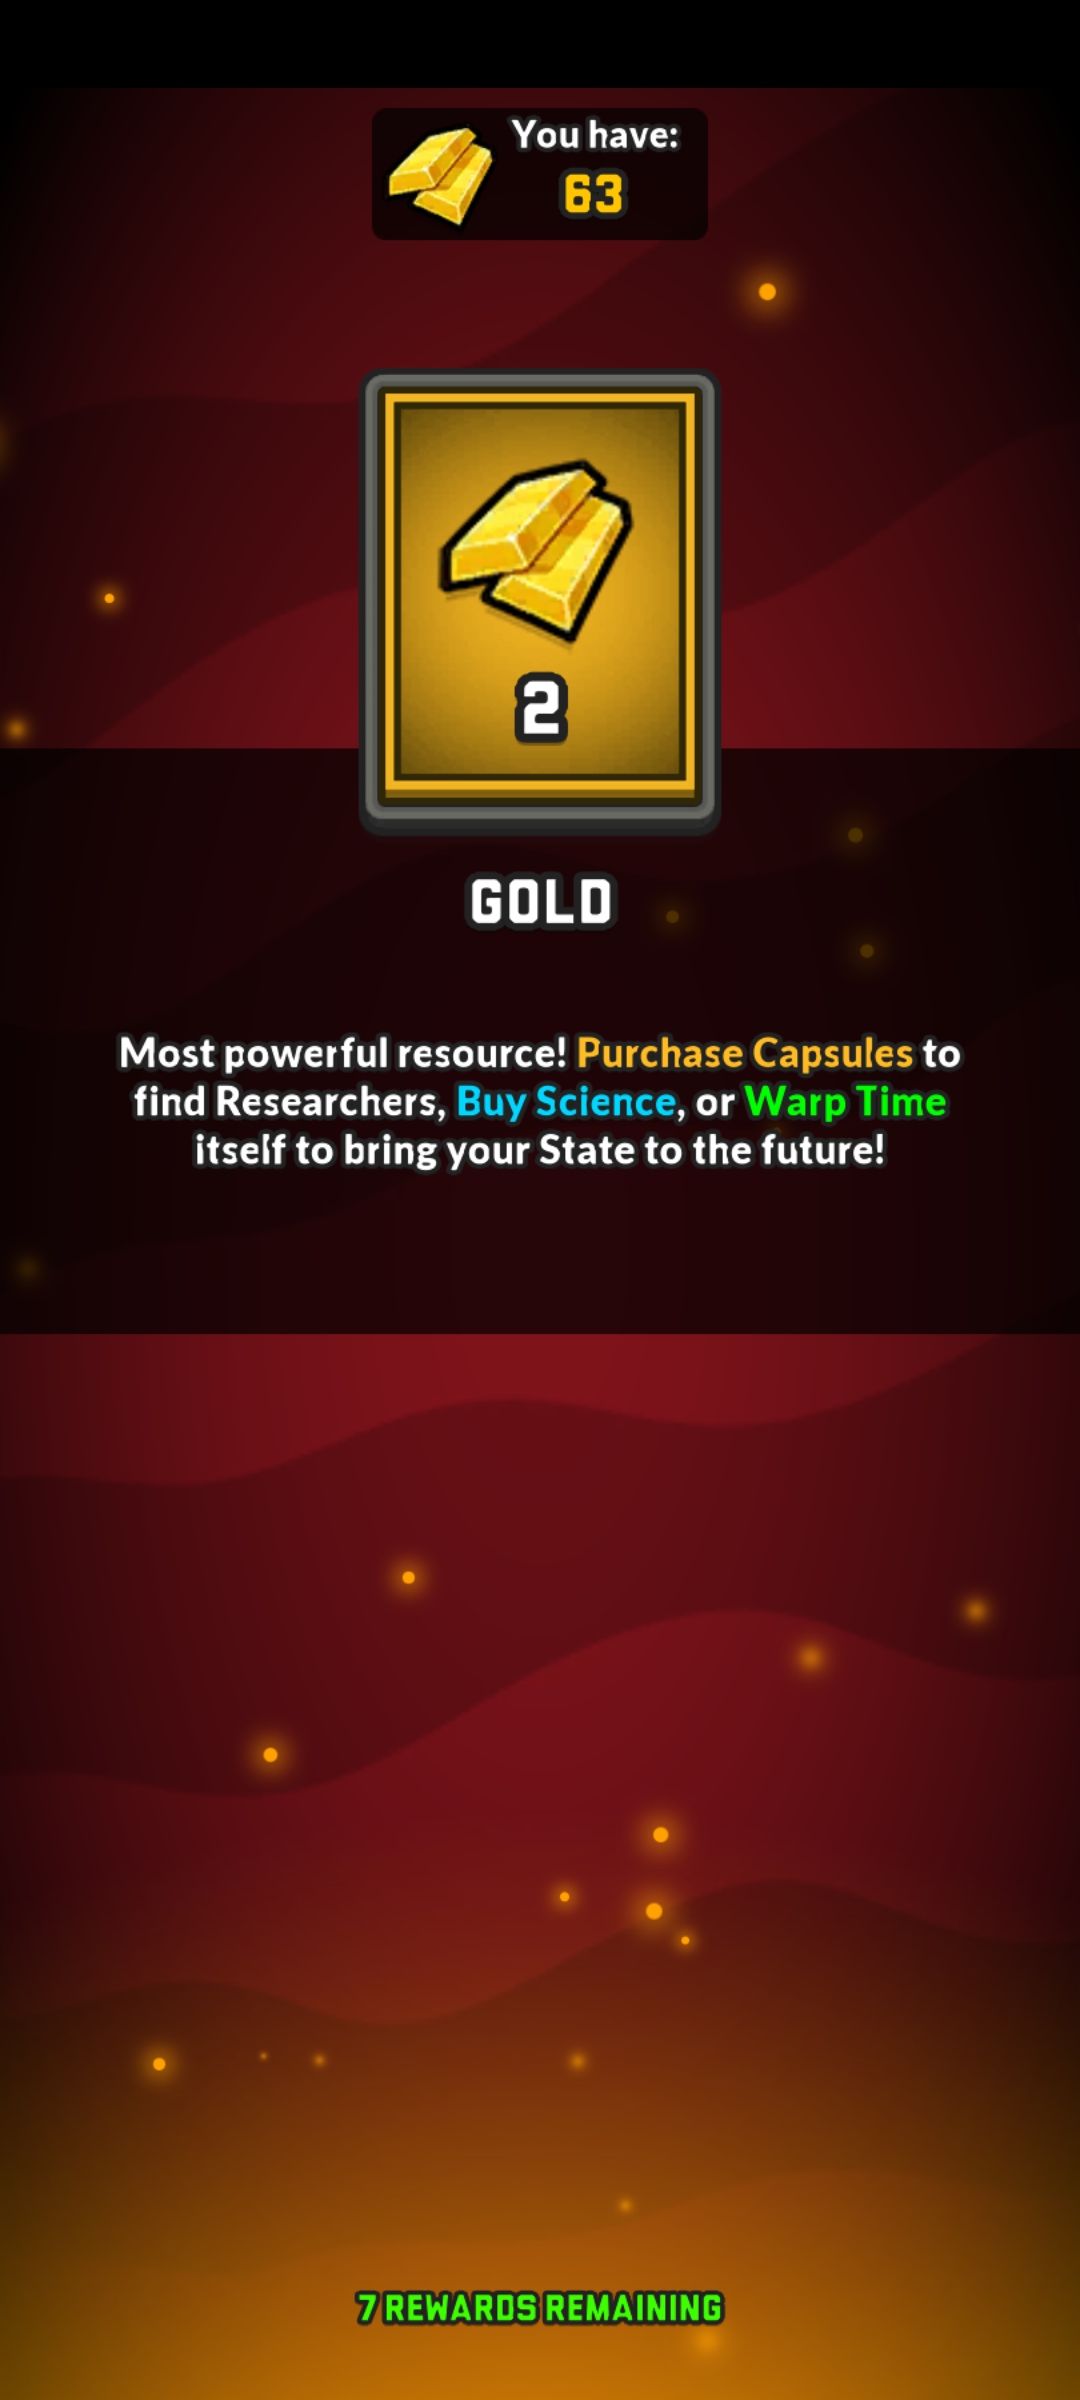 You have:
63
2
GOLD
Most powerful resource! Purchase Capsules to
find Researchers, Buy Science, or Warp Time
itself to bring your State to the future!
7 REWARDS REMAINING